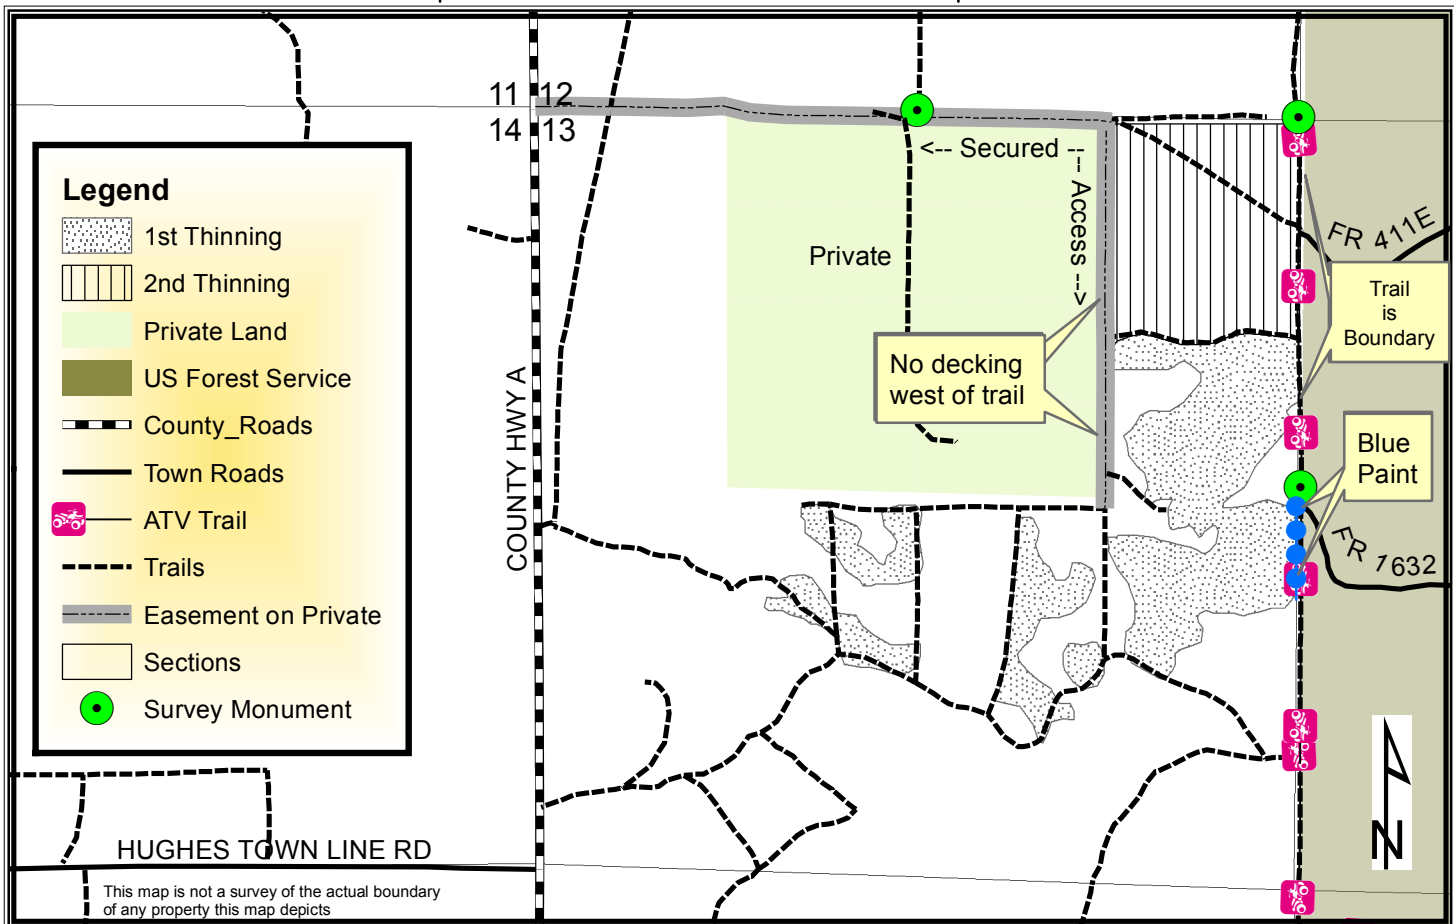 11 12
14 13
<-- Secured --
-- Access -->
Private
No decking
west of trail
FR 411E
Trail
is
Boundary
Blue
Paint
FR 1632
COUNTY HWY A
Legend
1st Thinning
2nd Thinning
Private Land
US Forest Service
County_Roads
Town Roads
ATV Trail
Trails
Easement on Private
Sections
Survey Monument
HUGHES TOWN LINE RD
This map is not a survey of the actual boundary
of any property this map depicts
N